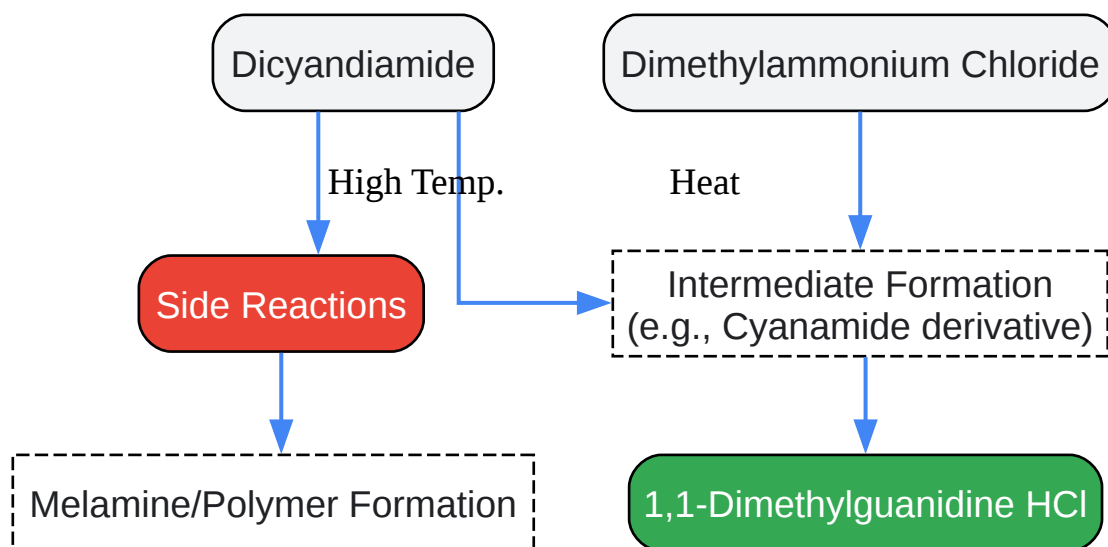 Dicyandiamide
Dimethylammonium Chloride
High Temp.
Heat
Side Reactions
Intermediate Formation
(e.g., Cyanamide derivative)
Melamine/Polymer Formation
1,1-Dimethylguanidine HCl